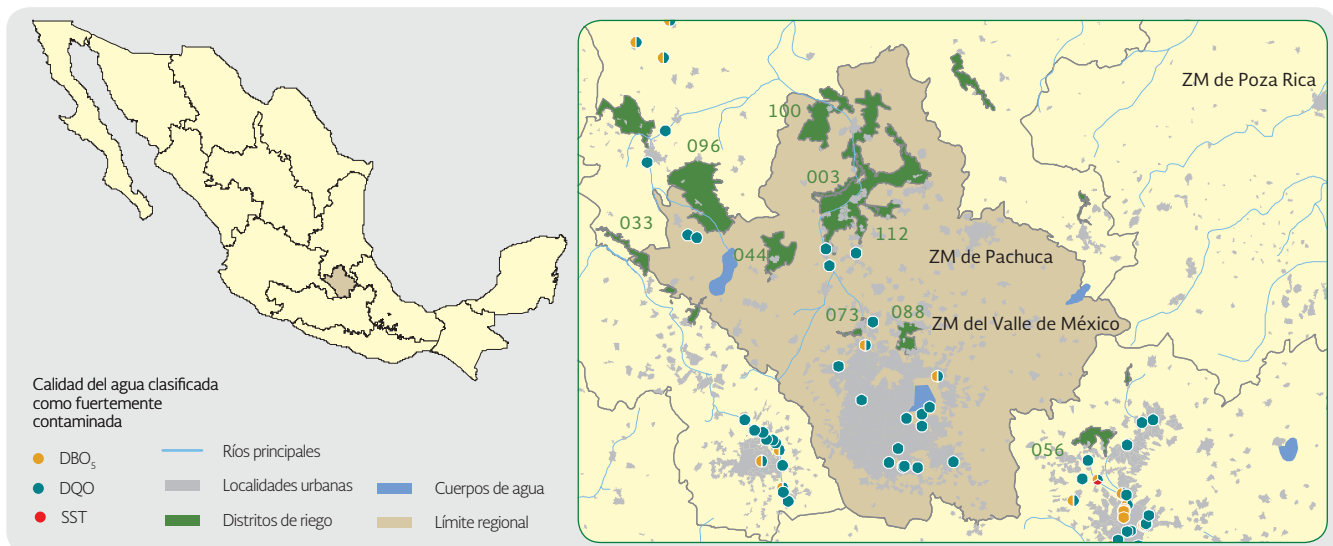 Calidad del agua clasificada
como fuertemente
contaminada
DBO₅
DQO
SST
Ríos principales
Localidades urbanas
Distritos de riego
Cuerpos de agua
Límite regional
ZM de Poza Rica
100
096
003
033
044
112
ZM de Pachuca
073
088
ZM del Valle de México
056